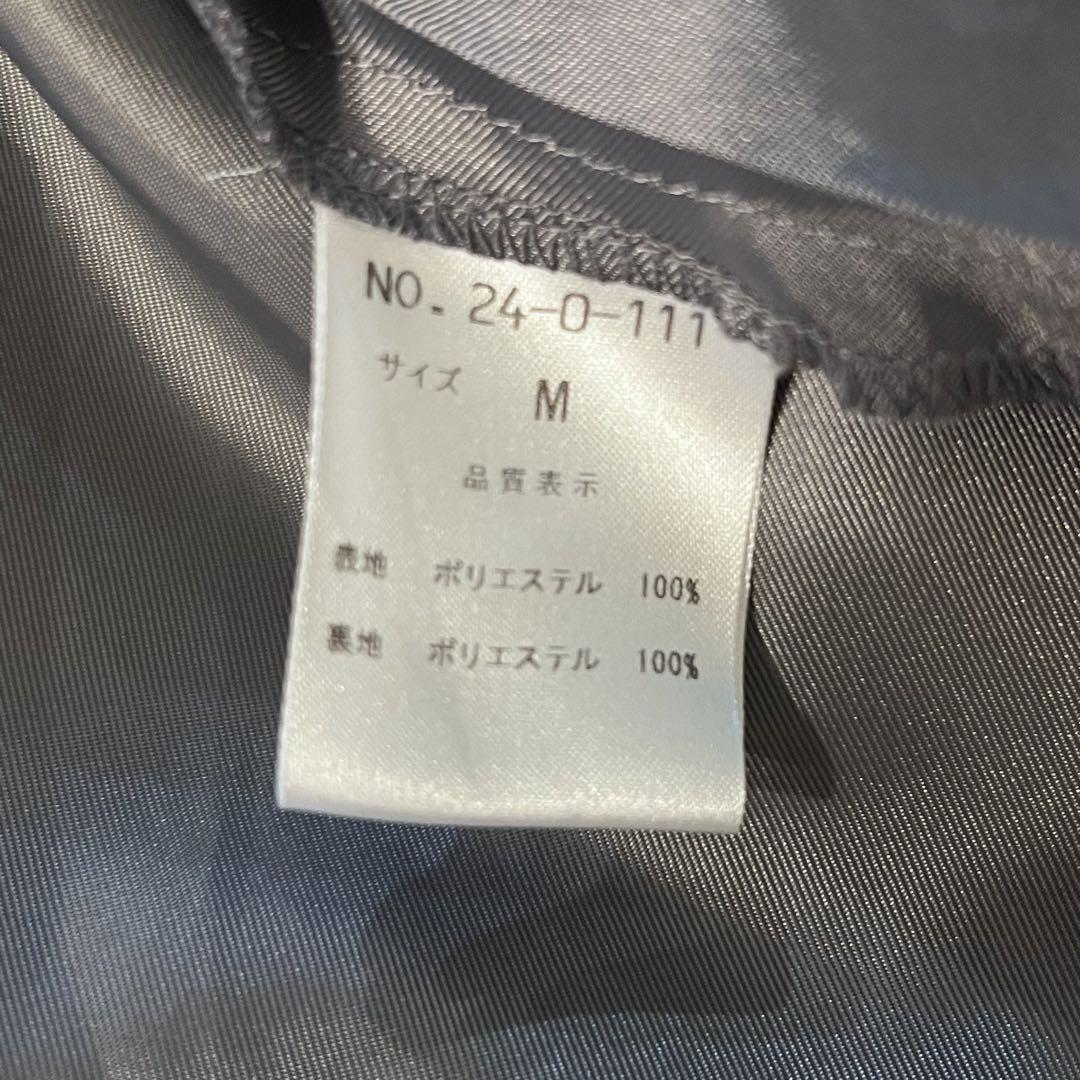 NO. 24-0-111
サイズ M
品質表示
表地 ポリエステル 100%
裏地 ポリエステル 100%